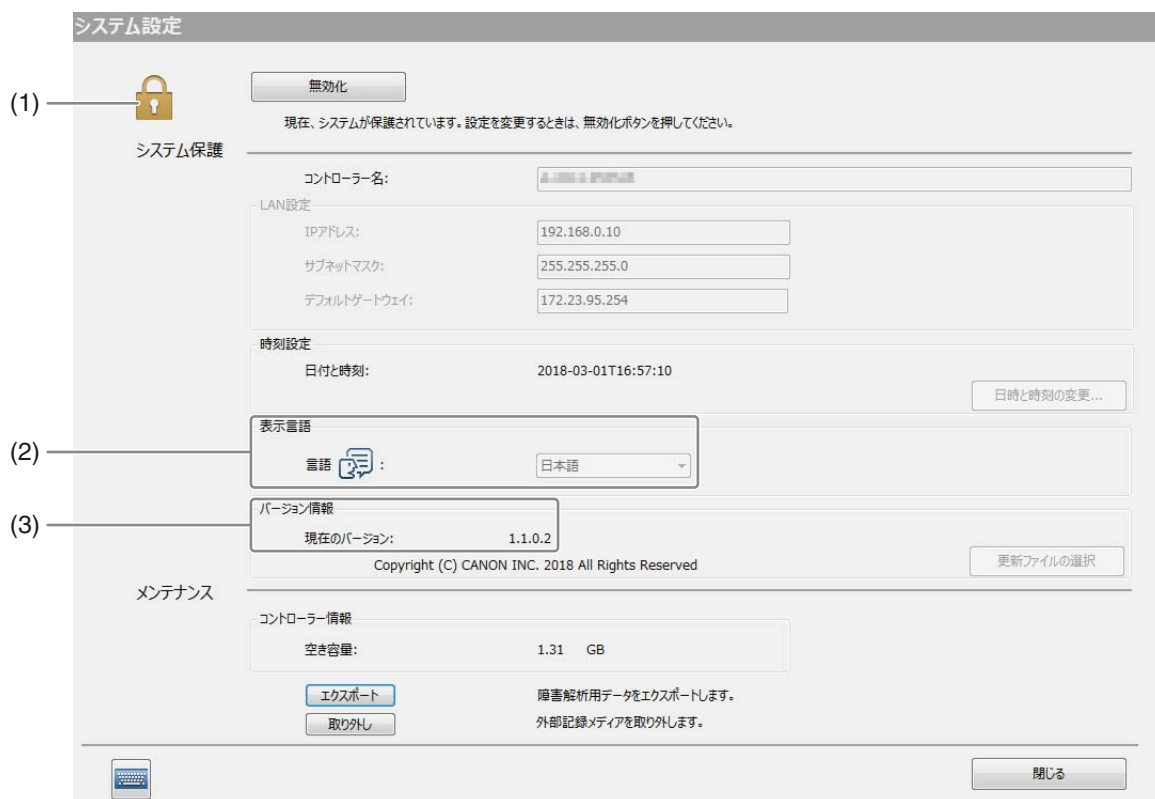 システム設定
(1)
無効化
現在、システムが保護されています。設定を変更するときは、無効化ボタンを押してください。
システム保護
コントローラー名:
LAN設定
IPアドレス: 192.168.0.10
サブネットマスク: 255.255.255.0
デフォルトゲートウェイ: 172.23.95.254
時刻設定
日付と時刻: 2018-03-01T16:57:10
日時と時刻の変更...
(2)
表示言語
言語 : 日本語
(3)
バージョン情報
現在のバージョン: 1.1.0.2
Copyright (C) CANON INC. 2018 All Rights Reserved
更新ファイルの選択
メンテナンス
コントローラー情報
空き容量: 1.31 GB
エクスポート 障害解析用データをエクスポートします。
取り外し 外部記録メディアを取り外します。
閉じる